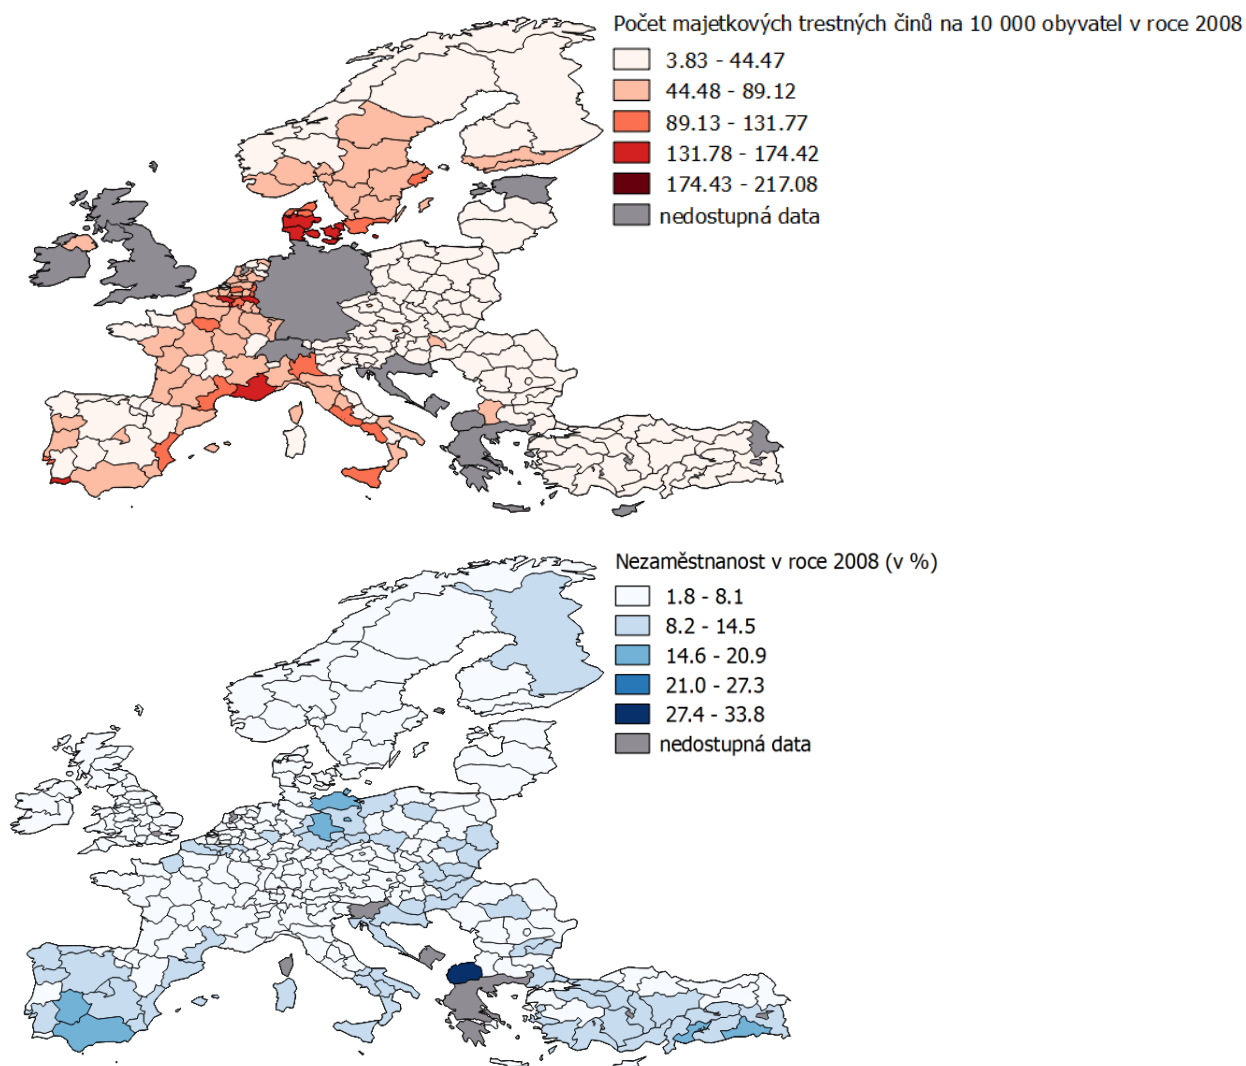 Počet majetkových trestných činů na 10 000 obyvatel v roce 2008
3.83 - 44.47
44.48 - 89.12
89.13 - 131.77
131.78 - 174.42
174.43 - 217.08
nedostupná data
Nezaměstnanost v roce 2008 (v %)
1.8 - 8.1
8.2 - 14.5
14.6 - 20.9
21.0 - 27.3
27.4 - 33.8
nedostupná data